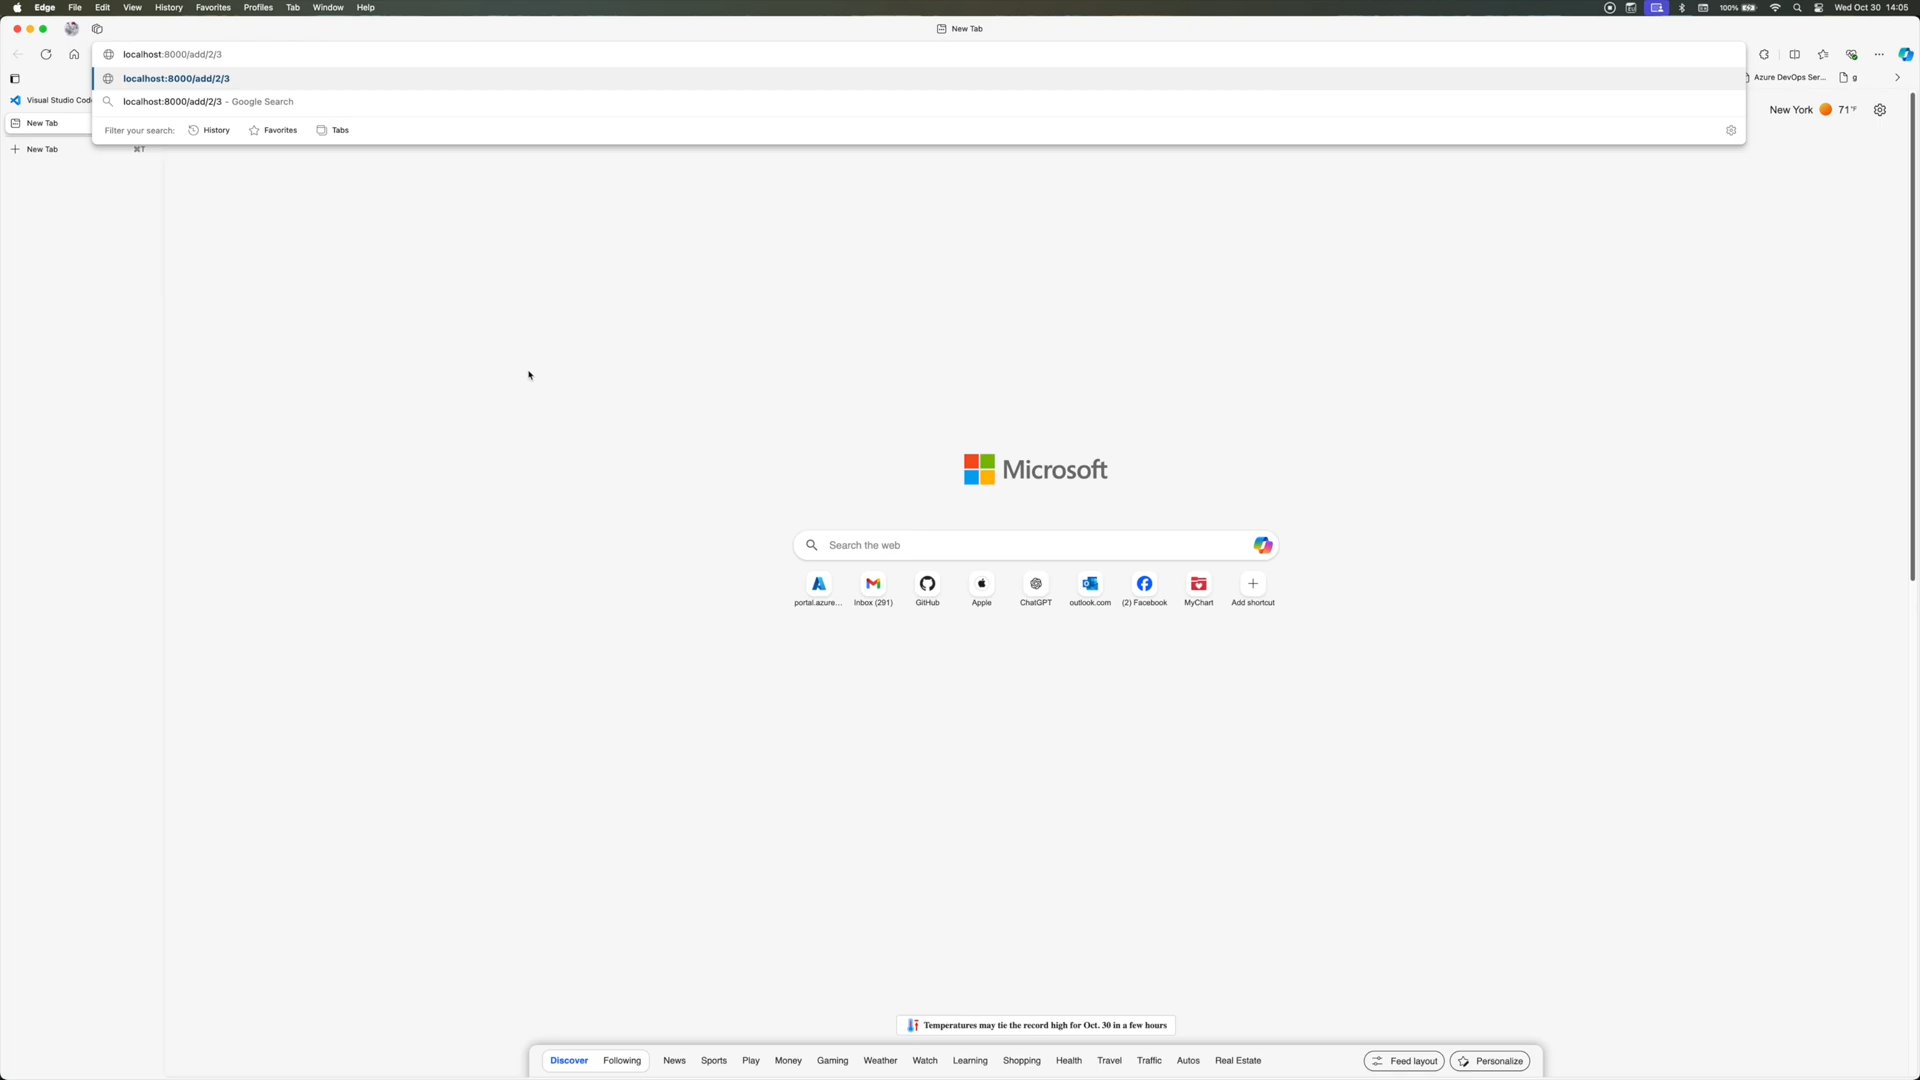 Edge File Edit View History Favorites Profiles Tab Window Help
100% Wed Oct 30 14:05
New Tab
localhost:8000/add/2/3
localhost:8000/add/2/3
Azure DevOps Ser... g
Visual Studio Cod
localhost:8000/add/2/3 - Google Search
New York 71°F
New Tab
Filter your search: History Favorites Tabs
New Tab ⌘T
Microsoft
Search the web
portal.azure... Inbox (291) GitHub Apple ChatGPT outlook.com (2) Facebook MyChart Add shortcut
Temperatures may tie the record high for Oct. 30 in a few hours
Discover Following News Sports Play Money Gaming Weather Watch Learning Shopping Health Travel Traffic Autos Real Estate Feed layout Personalize